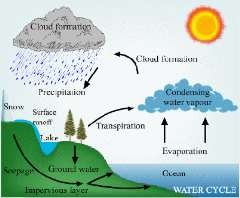 Cloud formation
Cloud formation
Precipitation
Condensing
water vapour
Snow
Surface
runoff
Lake
Transpiration
Evaporation
Seepage
Ground water
Impervious layer
Ocean
WATER CYCLE